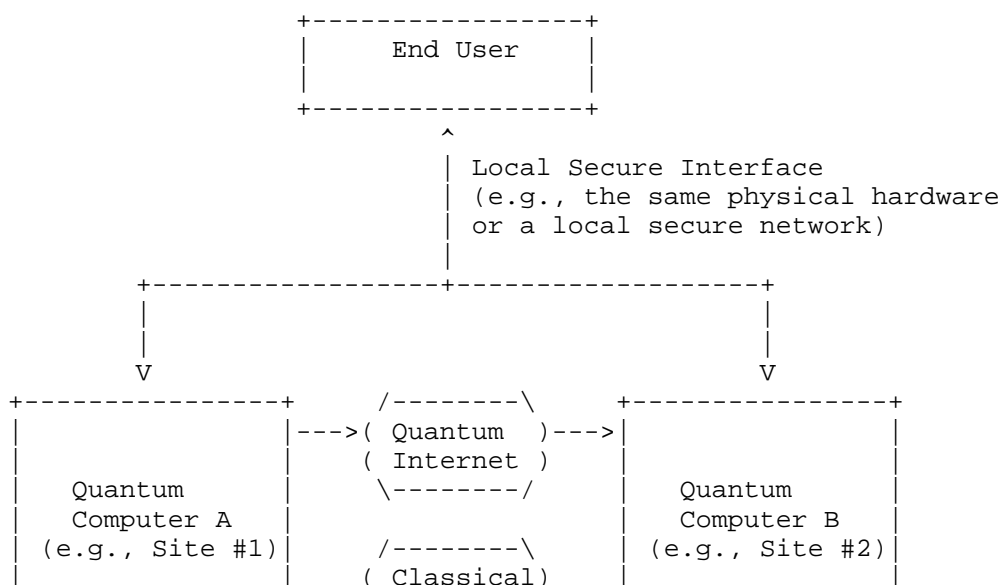 End User
Local Secure Interface
(e.g., the same physical hardware
or a local secure network)
Quantum
Internet
Quantum
Computer A
(e.g., Site #1)
Quantum
Computer B
(e.g., Site #2)
Classical